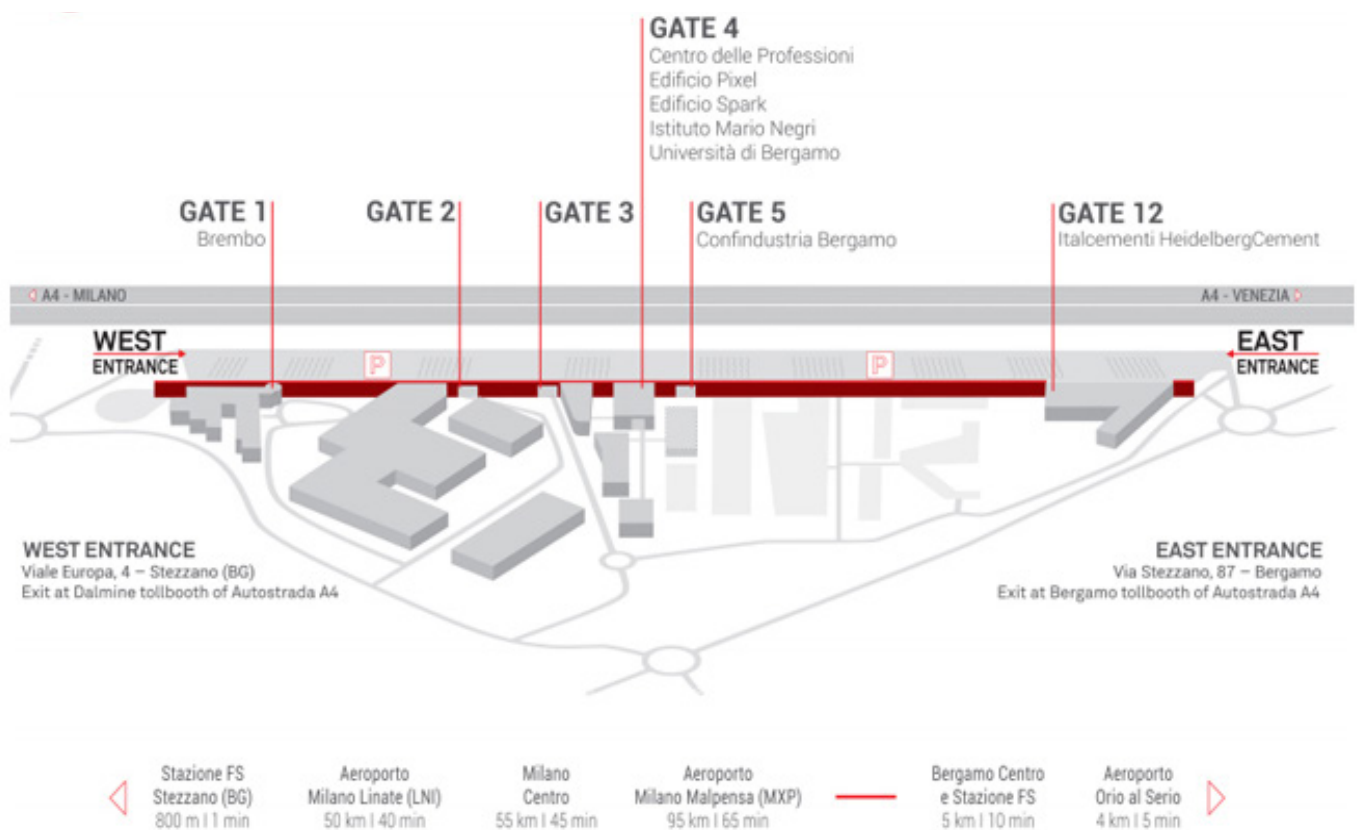 GATE 4
Centro delle Professioni
Edificio Pixel
Edificio Spark
Istituto Mario Negri
Università di Bergamo
GATE 1
Brembo
GATE 2
GATE 3
GATE 5
Confindustria Bergamo
GATE 12
Italcementi HeidelbergCement
A4 - MILANO
A4 - VENEZIA
WEST
ENTRANCE
P
P
EAST
ENTRANCE
WEST ENTRANCE
Viale Europa, 4 – Stezzano (BG)
Exit at Dalmine tollbooth of Autostrada A4
EAST ENTRANCE
Via Stezzano, 87 – Bergamo
Exit at Bergamo tollbooth of Autostrada A4
Stazione FS
Stezzano (BG)
800 m | 1 min
Aeroporto
Milano Linate (LNI)
50 km | 40 min
Milano
Centro
55 km | 45 min
Aeroporto
Milano Malpensa (MXP)
95 km | 65 min
Bergamo Centro
e Stazione FS
5 km | 10 min
Aeroporto
Orio al Serio
4 km | 5 min